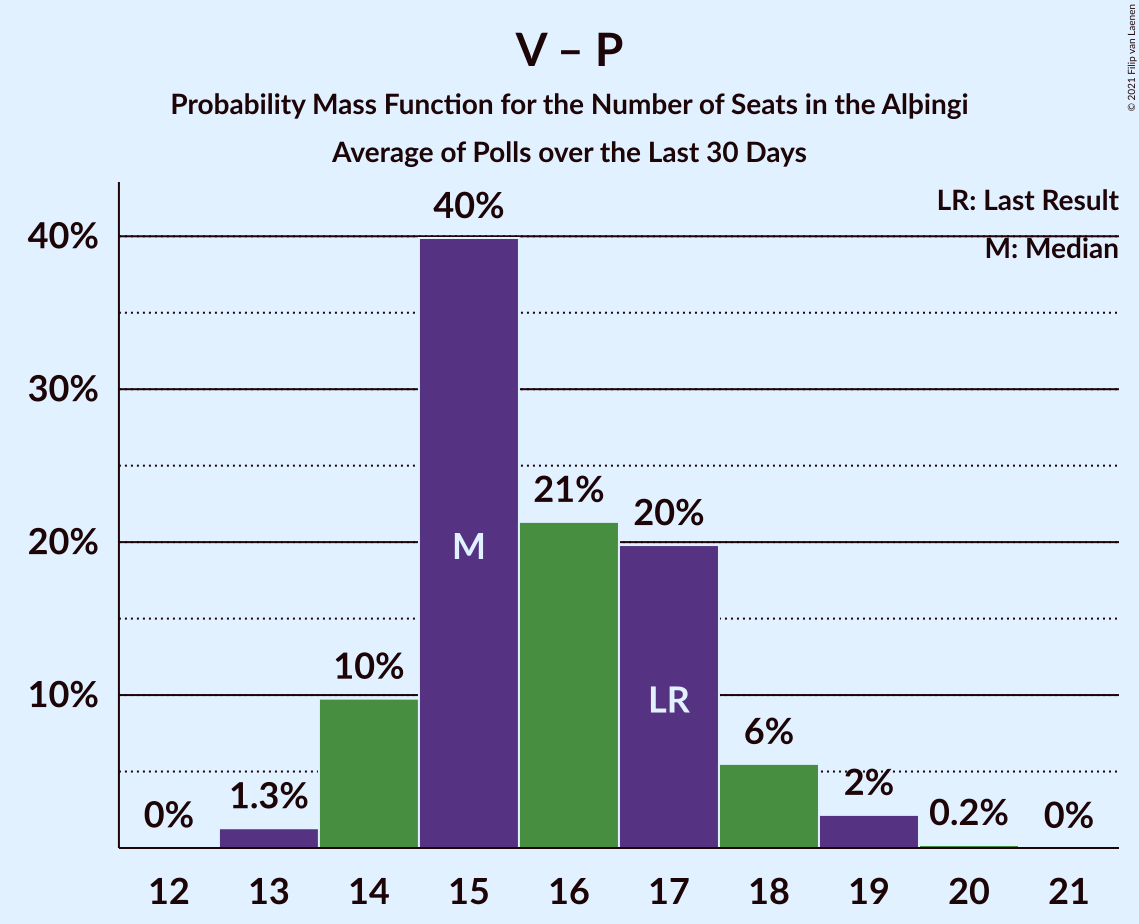 V – P
Probability Mass Function for the Number of Seats in the Alþingi
Average of Polls over the Last 30 Days
© 2021 Filip van Laenen
LR: Last Result
M: Median
40%
30%
20%
10%
0%
1.3%
10%
40%
21%
20%
6%
2%
0.2%
0%
M
LR
12 13 14 15 16 17 18 19 20 21